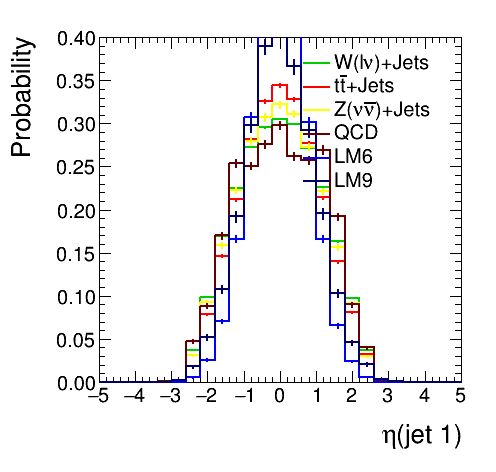 Probability
0.40
0.35
0.30
0.25
0.20
0.15
0.10
0.05
0.00
W(lν)+Jets
tt̅+Jets
Z(νν̅)+Jets
QCD
LM6
LM9
−5 −4 −3 −2 −1 0 1 2 3 4 5
η(jet 1)